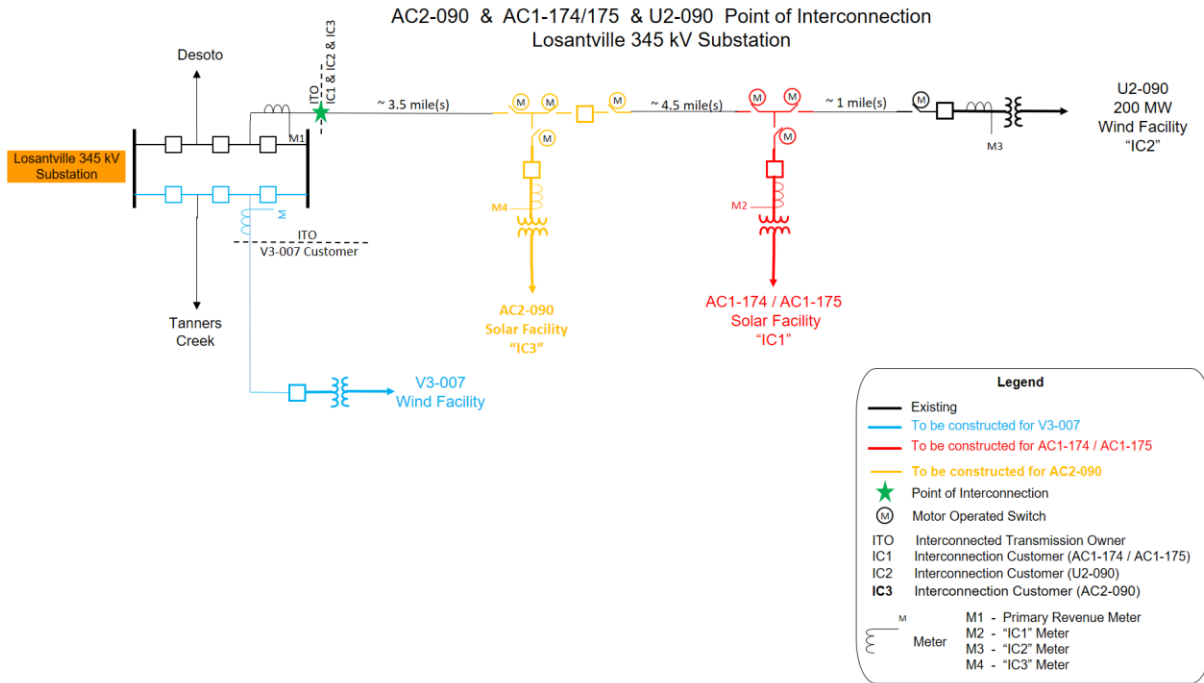 AC2-090 & AC1-174/175 & U2-090 Point of Interconnection
Losantville 345 kV Substation
Desoto
ITO
IC1 & IC2 & IC3
~ 3.5 mile(s)
M
M
M
M
~ 4.5 mile(s)
M
M
M
~ 1 mile(s)
M
M3
U2-090
200 MW
Wind Facility
"IC2"
M1
Losantville 345 kV
Substation
M
ITO
V3-007 Customer
M4
M2
Tanners
Creek
AC2-090
Solar Facility
"IC3"
AC1-174 / AC1-175
Solar Facility
"IC1"
V3-007
Wind Facility
Legend
Existing
To be constructed for V3-007
To be constructed for AC1-174 / AC1-175
To be constructed for AC2-090
Point of Interconnection
M Motor Operated Switch
ITO Interconnected Transmission Owner
IC1 Interconnection Customer (AC1-174 / AC1-175)
IC2 Interconnection Customer (U2-090)
IC3 Interconnection Customer (AC2-090)
M
Meter
M1 - Primary Revenue Meter
M2 - "IC1" Meter
M3 - "IC2" Meter
M4 - "IC3" Meter